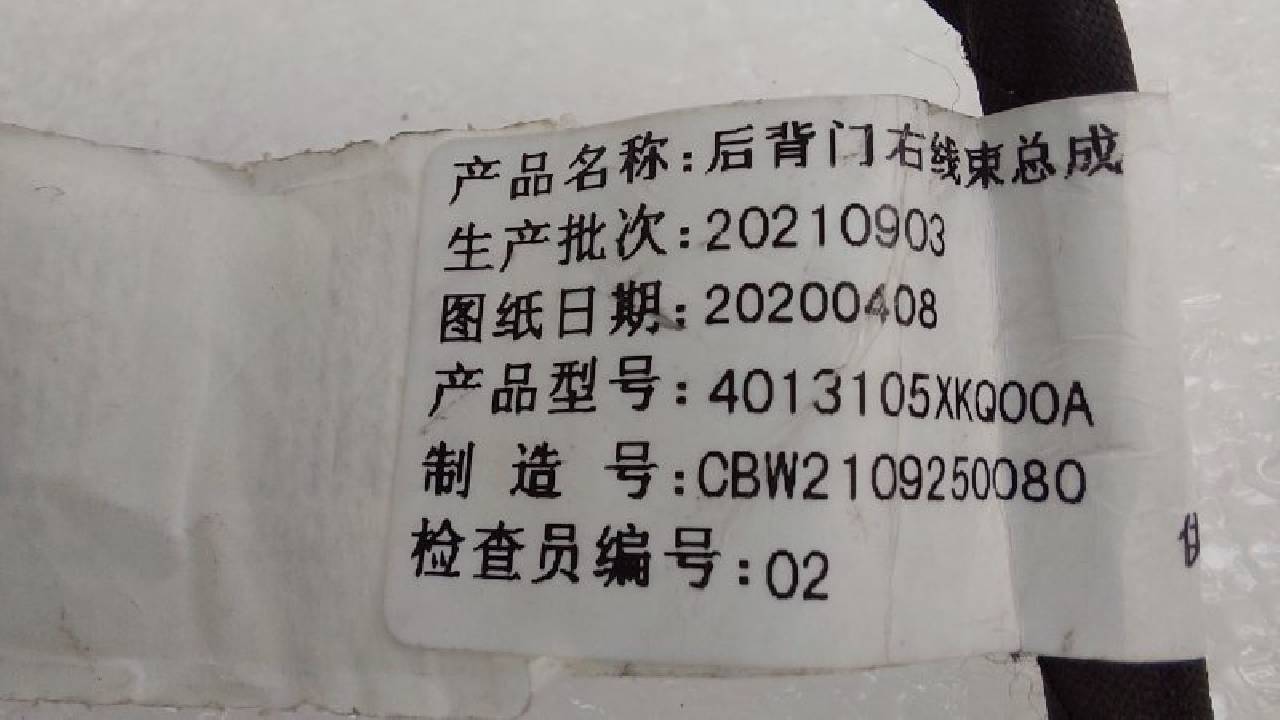 产品名称:后背门右线束总成
生产批次:20210903
图纸日期:20200408
产品型号:4013105XKQ00A
制 造 号:CBW2109250080
检查员编号:02